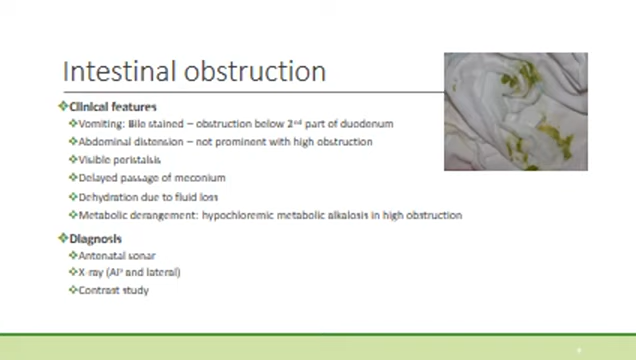 Intestinal obstruction
❖Clinical features
❖Vomiting: Bile stained – obstruction below 2nd part of duodenum
❖Abdominal distension – not prominent with high obstruction
❖Visible peristalsis
❖Delayed passage of meconium
❖Dehydration due to fluid loss
❖Metabolic derangement: hypochloremic metabolic alkalosis in high obstruction
❖Diagnosis
❖Antenatal sonar
❖X-ray (AP and lateral)
❖Contrast study